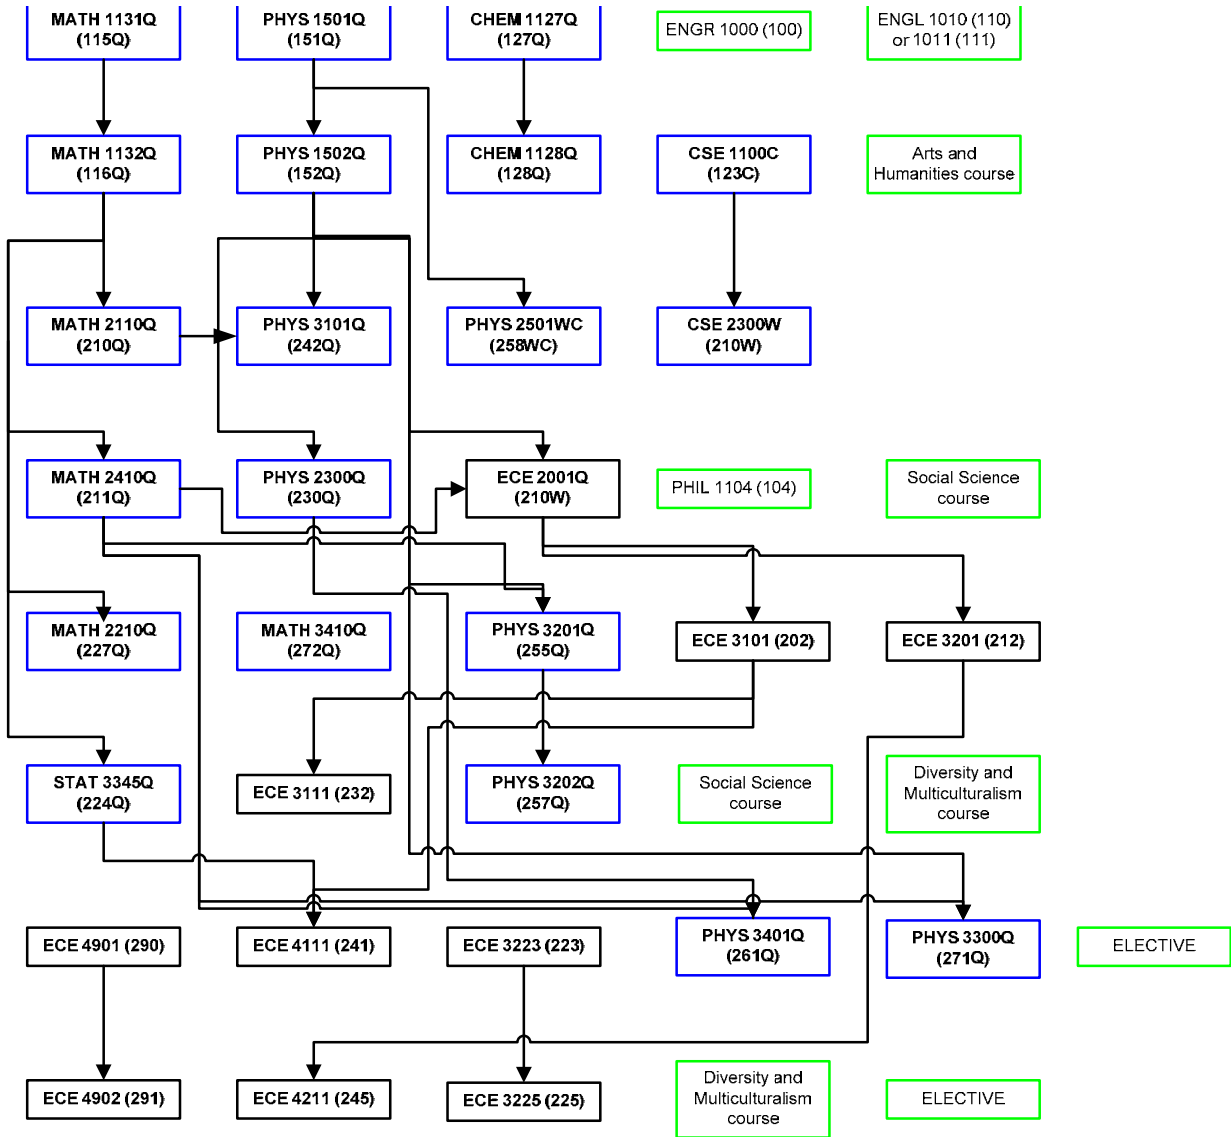 MATH 1131Q
(115Q)
PHYS 1501Q
(151Q)
CHEM 1127Q
(127Q)
ENGR 1000 (100)
ENGL 1010 (110)
or 1011 (111)
MATH 1132Q
(116Q)
PHYS 1502Q
(152Q)
CHEM 1128Q
(128Q)
CSE 1100C
(123C)
Arts and
Humanities course
MATH 2110Q
(210Q)
PHYS 3101Q
(242Q)
PHYS 2501WC
(258WC)
CSE 2300W
(210W)
MATH 2410Q
(211Q)
PHYS 2300Q
(230Q)
ECE 2001Q
(210W)
PHIL 1104 (104)
Social Science
course
MATH 2210Q
(227Q)
MATH 3410Q
(272Q)
PHYS 3201Q
(255Q)
ECE 3101 (202)
ECE 3201 (212)
STAT 3345Q
(224Q)
ECE 3111 (232)
PHYS 3202Q
(257Q)
Social Science
course
Diversity and
Multiculturalism
course
ECE 4901 (290)
ECE 4111 (241)
ECE 3223 (223)
PHYS 3401Q
(261Q)
PHYS 3300Q
(271Q)
ELECTIVE
ECE 4902 (291)
ECE 4211 (245)
ECE 3225 (225)
Diversity and
Multiculturalism
course
ELECTIVE